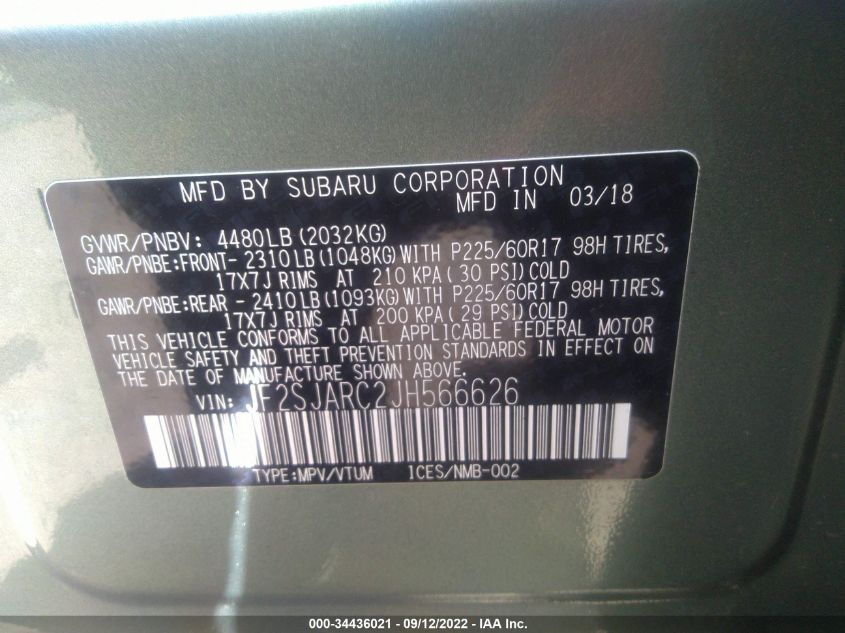 MFD BY SUBARU CORPORATION
MFD IN 03/18
GVWR/PNBV: 4480LB(2032KG)
GAWR/PNBE:FRONT- 2310LB(1048KG)WITH P225/60R17 98H TIRES,
17X7J RIMS AT 210 KPA( 30 PSI)COLD
GAWR/PNBE:REAR - 2410LB(1093KG)WITH P225/60R17 98H TIRES,
17X7J RIMS AT 200 KPA( 29 PSI)COLD
THIS VEHICLE CONFORMS TO ALL APPLICABLE FEDERAL MOTOR
VEHICLE SAFETY AND THEFT PREVENTION STANDARDS IN EFFECT ON
THE DATE OF MANUFACTURE SHOWN ABOVE.
VIN: JF2SJARC2JH566626
TYPE:MPV/VTUM ICES/NMB-002
000-34436021 - 09/12/2022 - IAA Inc.